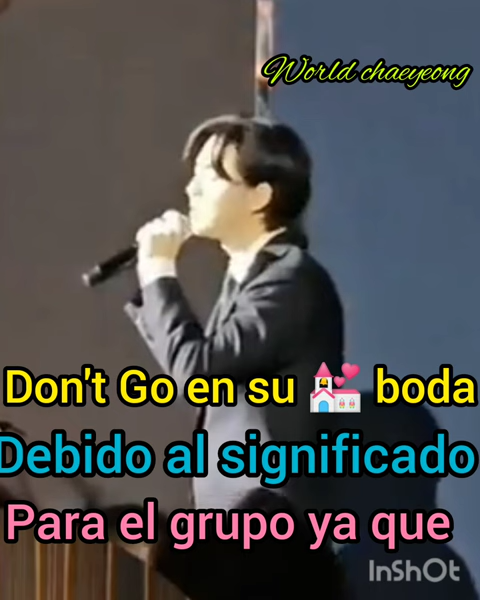 World chaeyeong
Don't Go en su 💒 boda
Debido al significado
Para el grupo ya que
InShOt